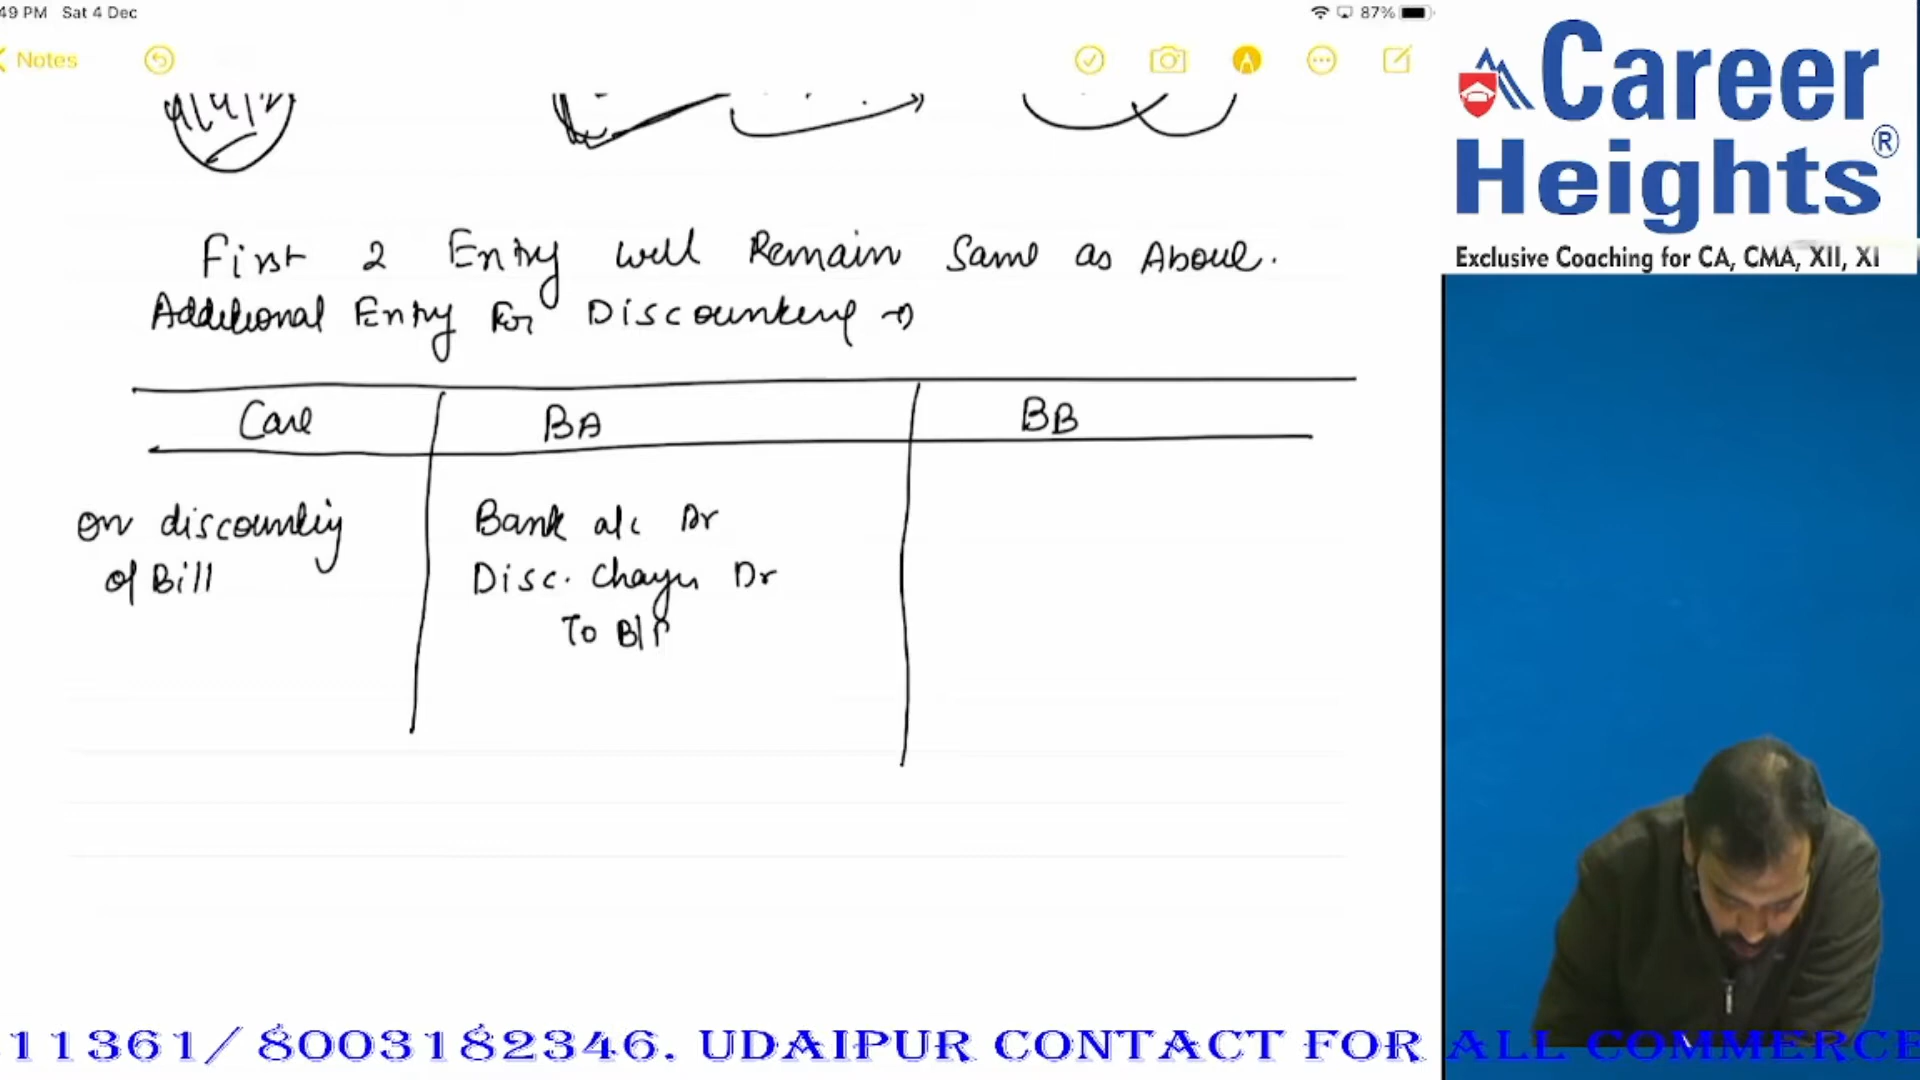 49 PM Sat 4 Dec
87%
Notes
First 2 Entry will Remain Same as Above.
Additional Entry for Discounting →
Case BA BB
on discounting of Bill
Bank a/c Dr
Disc. Charges Dr
To B/R
Career
Heights®
Exclusive Coaching for CA, CMA, XII, XI
11361/ 8003182346. UDAIPUR CONTACT FOR ALL COMMERCE